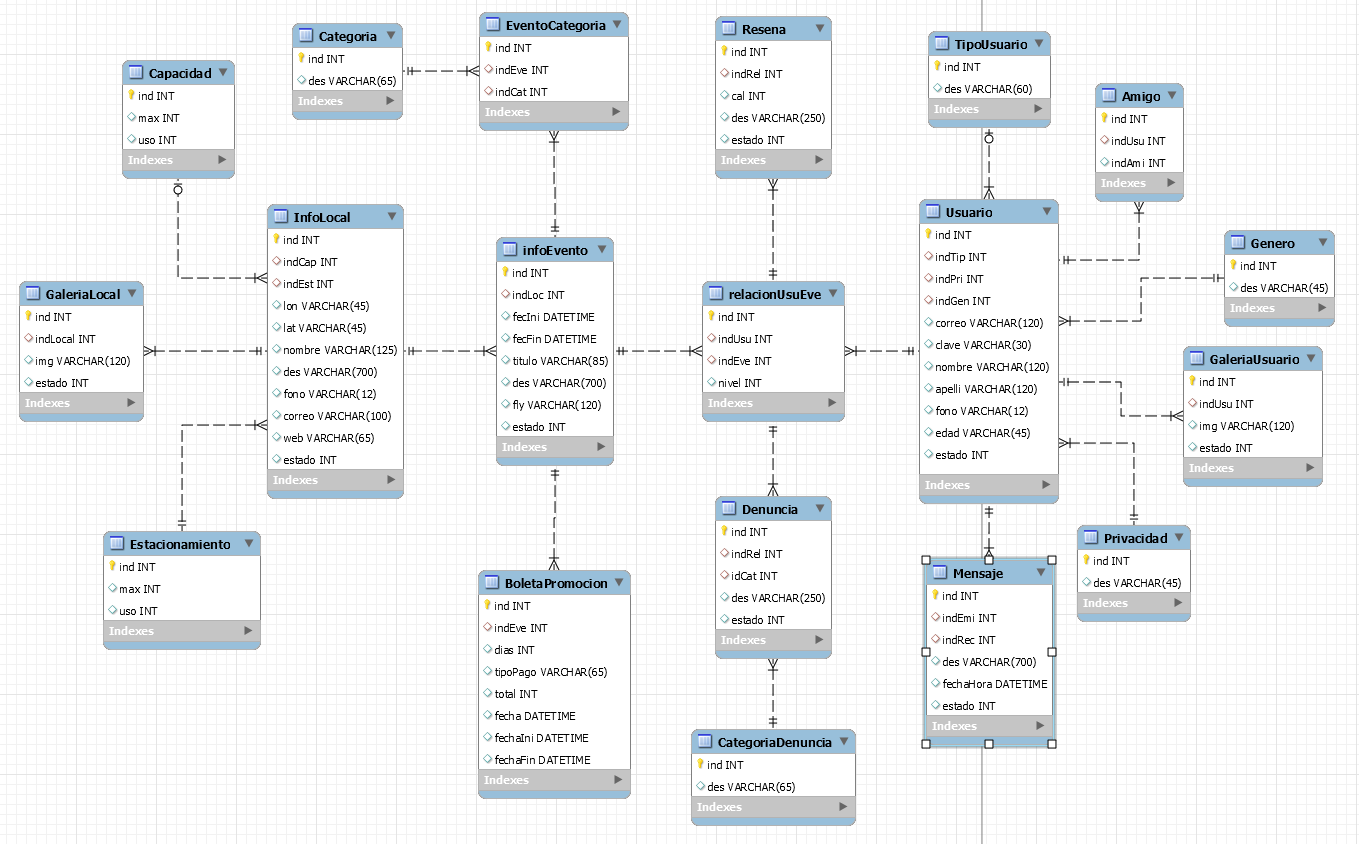 Categoria
ind INT
des VARCHAR(65)
Indexes
EventoCategoria
ind INT
indEve INT
indCat INT
Indexes
Resena
ind INT
indRel INT
cal INT
des VARCHAR(250)
estado INT
Indexes
TipoUsuario
ind INT
des VARCHAR(60)
Indexes
Capacidad
ind INT
max INT
uso INT
Indexes
Amigo
ind INT
indUsu INT
indAmi INT
Indexes
InfoLocal
ind INT
indCap INT
indEst INT
lon VARCHAR(45)
lat VARCHAR(45)
nombre VARCHAR(125)
des VARCHAR(700)
fono VARCHAR(12)
correo VARCHAR(100)
web VARCHAR(65)
estado INT
Indexes
Usuario
ind INT
indTip INT
indPri INT
indGen INT
correo VARCHAR(120)
clave VARCHAR(30)
nombre VARCHAR(120)
apelli VARCHAR(120)
fono VARCHAR(12)
edad VARCHAR(45)
estado INT
Indexes
Genero
ind INT
des VARCHAR(45)
Indexes
infoEvento
ind INT
indLoc INT
fecIni DATETIME
fecFin DATETIME
titulo VARCHAR(85)
des VARCHAR(700)
fly VARCHAR(120)
estado INT
Indexes
GaleriaLocal
ind INT
indLocal INT
img VARCHAR(120)
estado INT
Indexes
relacionUsuEve
ind INT
indUsu INT
indEve INT
nivel INT
Indexes
GaleriaUsuario
ind INT
indUsu INT
img VARCHAR(120)
estado INT
Indexes
Denuncia
ind INT
indRel INT
idCat INT
des VARCHAR(250)
estado INT
Indexes
Privacidad
ind INT
des VARCHAR(45)
Indexes
Estacionamiento
ind INT
max INT
uso INT
Indexes
Mensaje
ind INT
indEmi INT
indRec INT
des VARCHAR(700)
fechaHora DATETIME
estado INT
Indexes
BoletaPromocion
ind INT
indEve INT
dias INT
tipoPago VARCHAR(65)
total INT
fecha DATETIME
fechaIni DATETIME
fechaFin DATETIME
Indexes
CategoriaDenuncia
ind INT
des VARCHAR(65)
Indexes